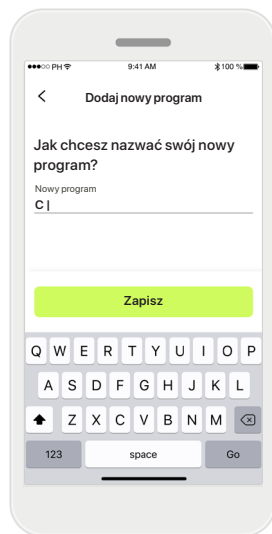 PH 9:41 AM 100 %
Dodaj nowy program
Jak chcesz nazwać swój nowy
program?
Nowy program
C |
Zapisz
Q W E R T Y U I O P
A S D F G H J K L
Z X C V B N M
123 space Go